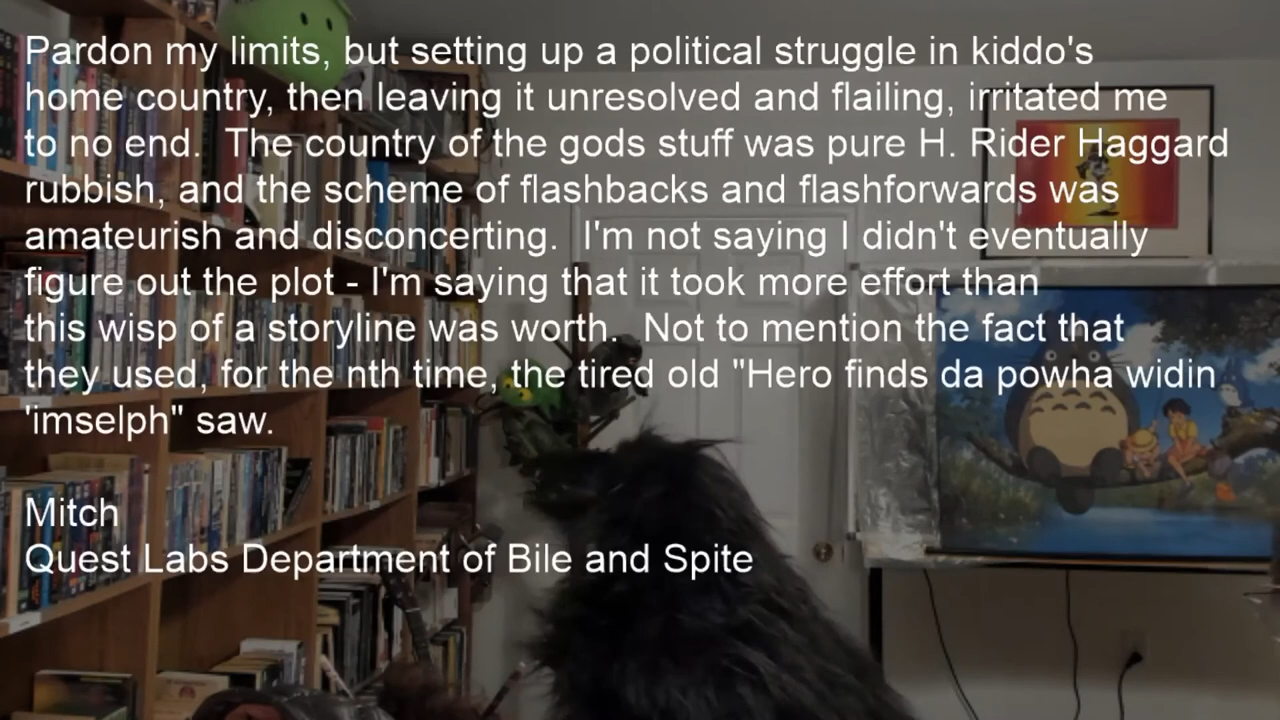 Pardon my limits, but setting up a political struggle in kiddo's
home country, then leaving it unresolved and flailing, irritated me
to no end.  The country of the gods stuff was pure H. Rider Haggard
rubbish, and the scheme of flashbacks and flashforwards was
amateurish and disconcerting.  I'm not saying I didn't eventually
figure out the plot - I'm saying that it took more effort than
this wisp of a storyline was worth.  Not to mention the fact that
they used, for the nth time, the tired old "Hero finds da powha widin
'imselph" saw.
Mitch
Quest Labs Department of Bile and Spite